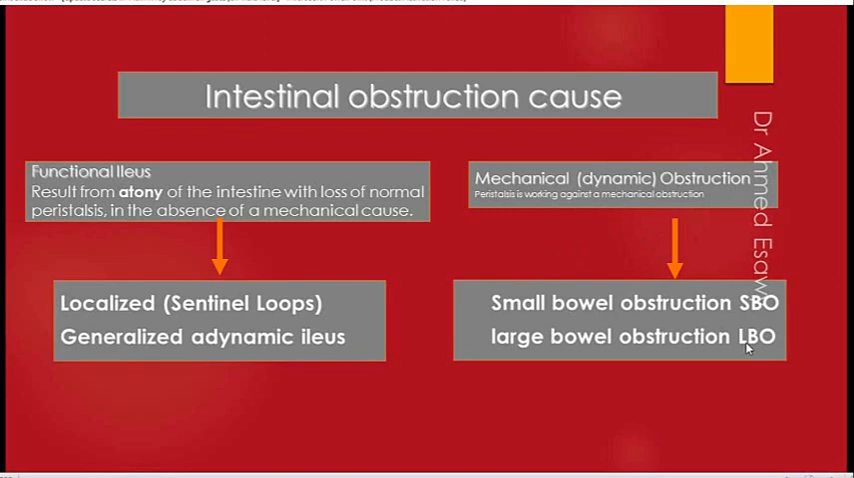 Intestinal obstruction cause
Functional Ileus
Result from atony of the intestine with loss of normal
peristalsis, in the absence of a mechanical cause.
Mechanical (dynamic) Obstruction
Peristalsis is working against a mechanical obstruction
Localized (Sentinel Loops)
Generalized adynamic ileus
Small bowel obstruction SBO
large bowel obstruction LBO
Dr Ahmed Esawy